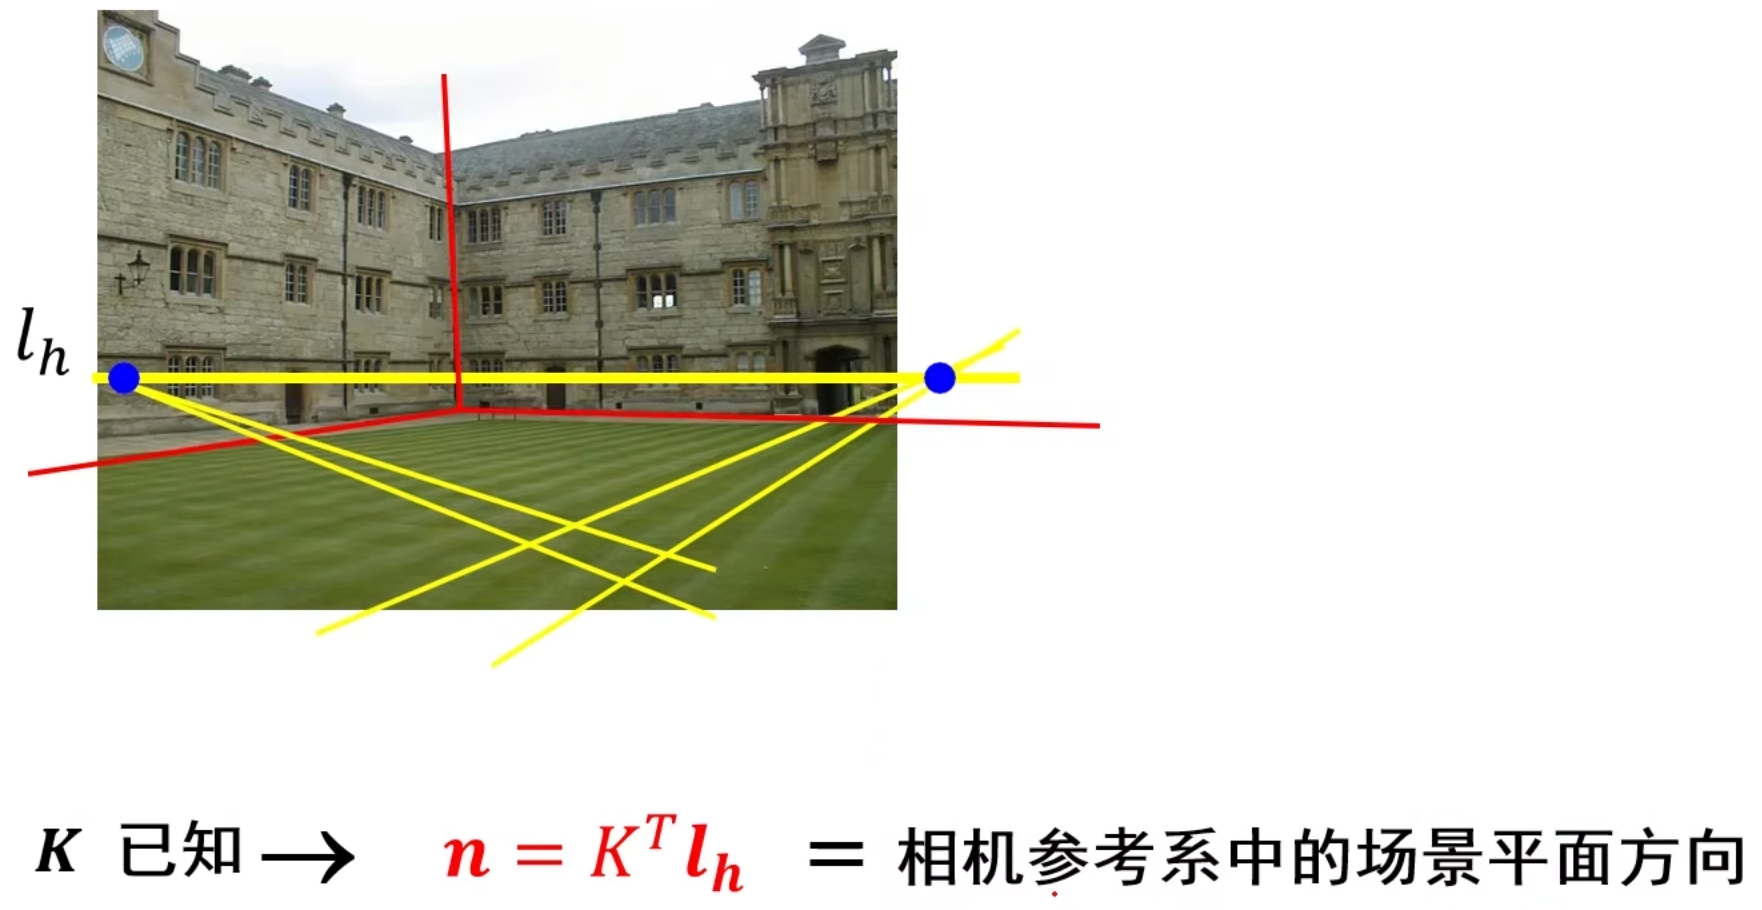 l_h
K 已知 → n = K^T l_h = 相机参考系中的场景平面方向